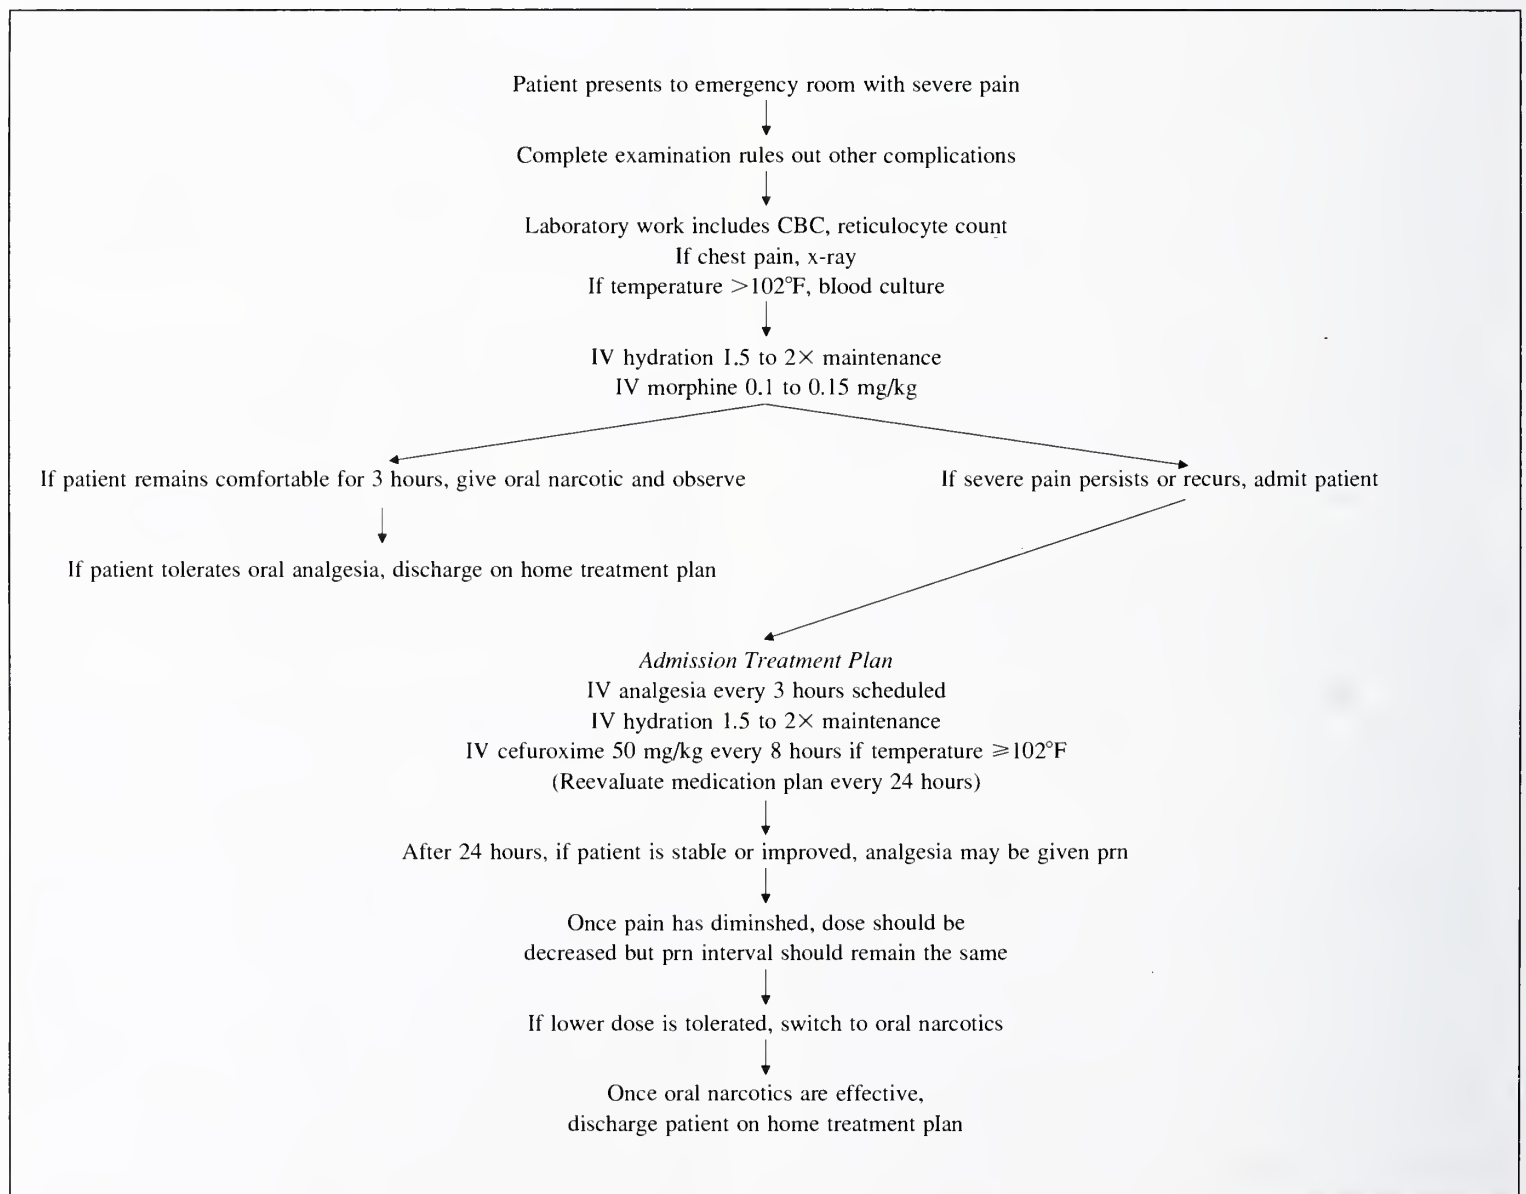 Patient presents to emergency room with severe pain
Complete examination rules out other complications
Laboratory work includes CBC, reticulocyte count
If chest pain, x-ray
If temperature >102°F, blood culture
IV hydration 1.5 to 2× maintenance
IV morphine 0.1 to 0.15 mg/kg
If patient remains comfortable for 3 hours, give oral narcotic and observe
If severe pain persists or recurs, admit patient
If patient tolerates oral analgesia, discharge on home treatment plan
Admission Treatment Plan
IV analgesia every 3 hours scheduled
IV hydration 1.5 to 2× maintenance
IV cefuroxime 50 mg/kg every 8 hours if temperature ⩾102°F
(Reevaluate medication plan every 24 hours)
After 24 hours, if patient is stable or improved, analgesia may be given prn
Once pain has diminshed, dose should be
decreased but prn interval should remain the same
If lower dose is tolerated, switch to oral narcotics
Once oral narcotics are effective,
discharge patient on home treatment plan